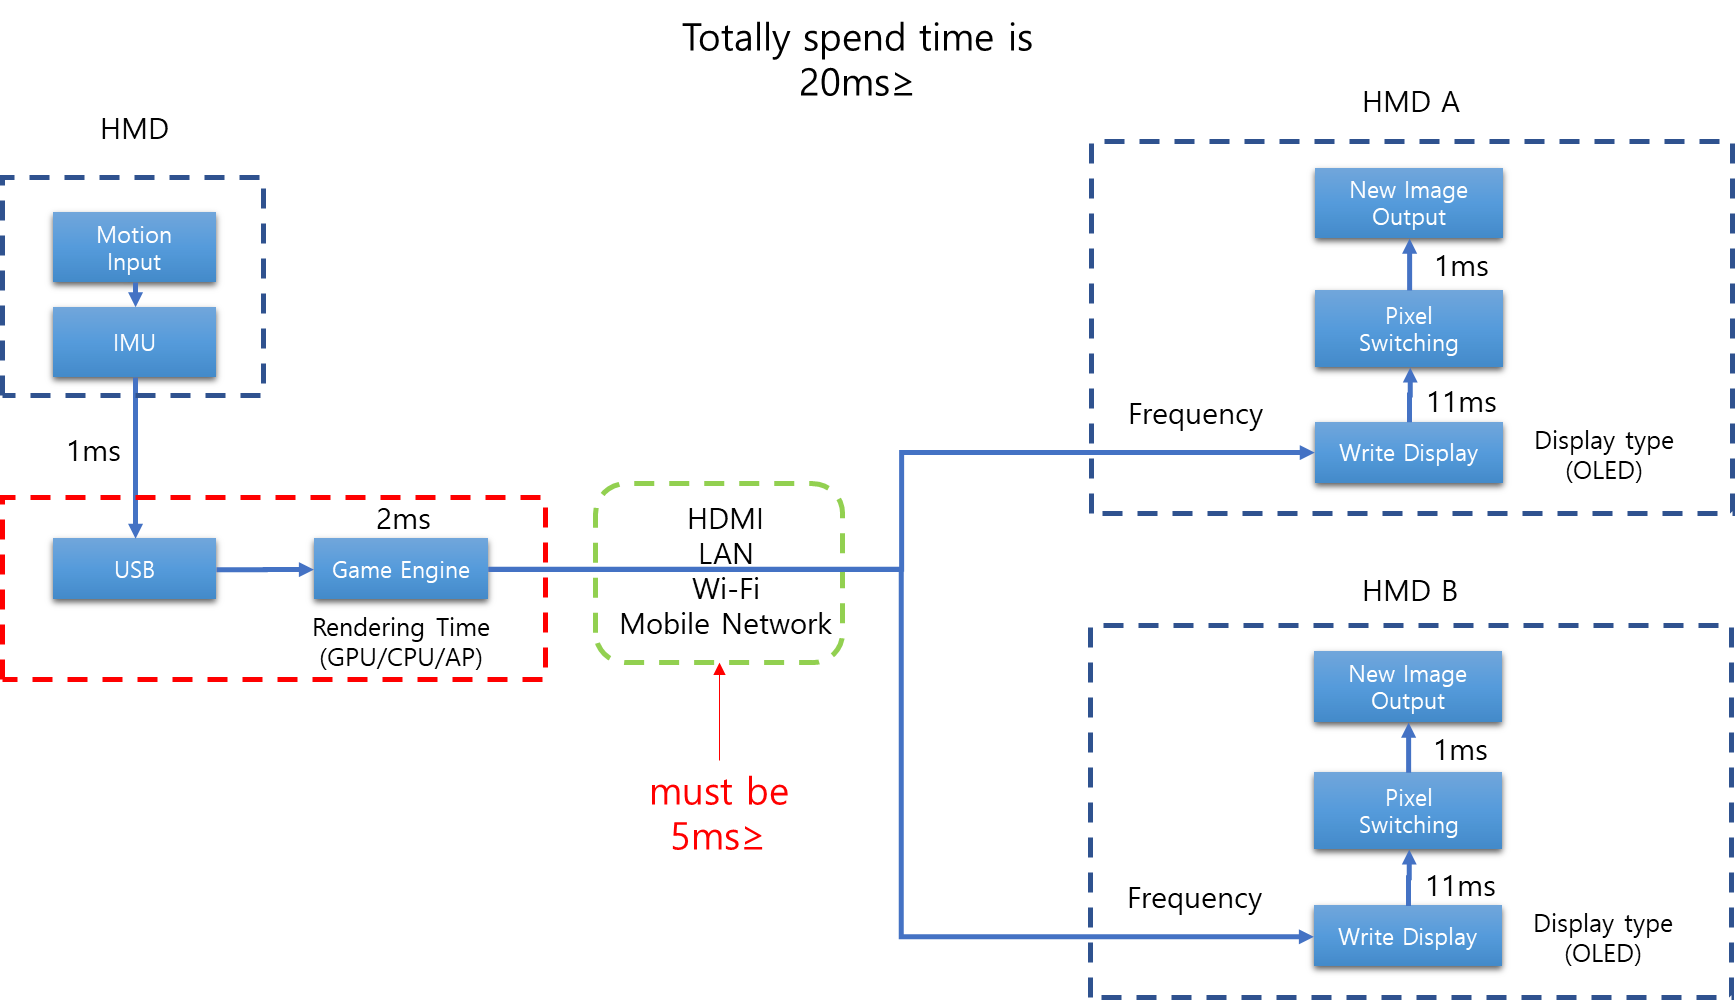 Totally spend time is
20ms≥
HMD
Motion
Input
IMU
1ms
USB
2ms
Game Engine
Rendering Time
(GPU/CPU/AP)
HDMI
LAN
Wi-Fi
Mobile Network
must be
5ms≥
HMD A
New Image
Output
1ms
Pixel
Switching
11ms
Frequency
Write Display
Display type
(OLED)
HMD B
New Image
Output
1ms
Pixel
Switching
11ms
Frequency
Write Display
Display type
(OLED)